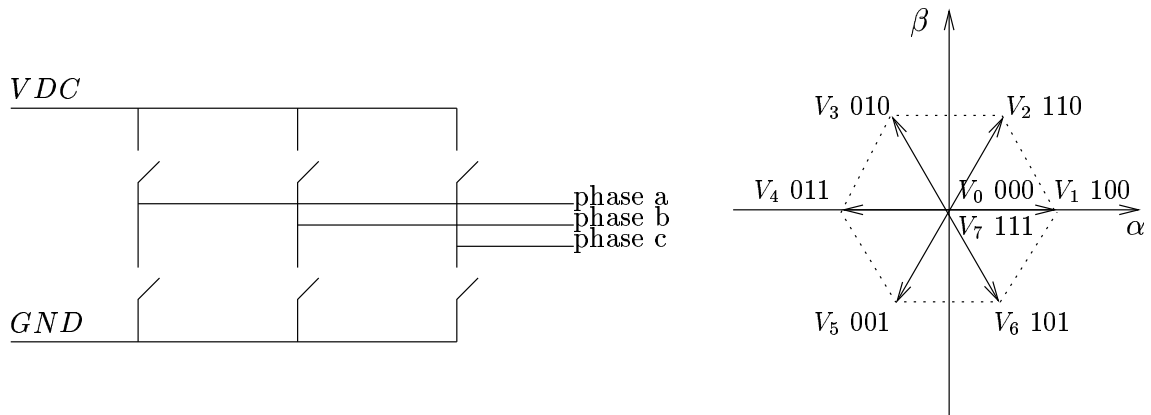 VDC
phase a
phase b
phase c
GND
β
V₃ 010
V₂ 110
V₄ 011
V₀ 000
V₁ 100
V₇ 111
α
V₅ 001
V₆ 101